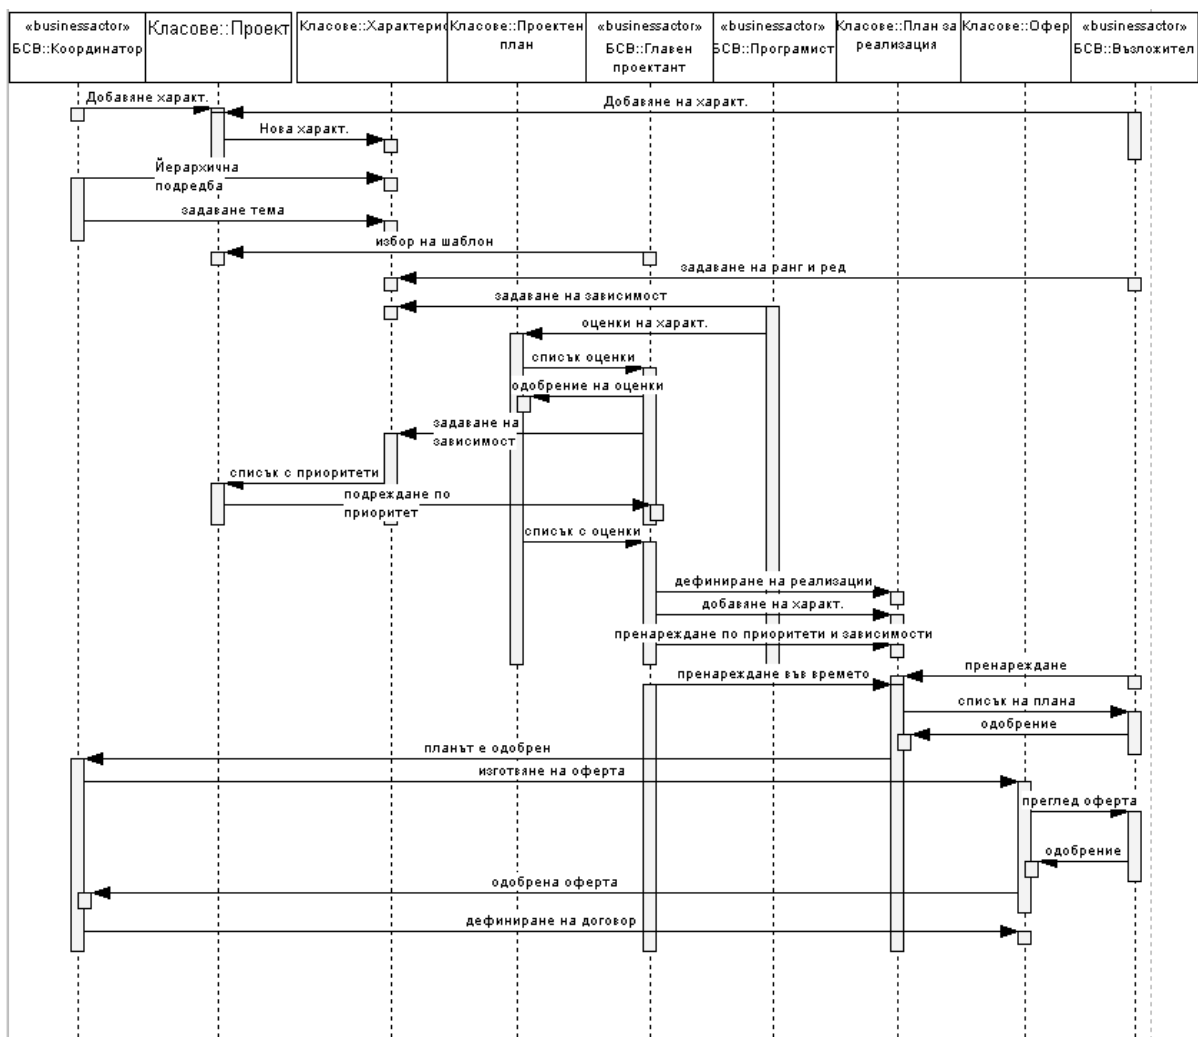 «businessactor»
БСВ::Координатор
Класове::Проект
Класове::Характерис
Класове::Проектен
план
«businessactor»
БСВ::Главен
проектант
«businessactor»
БСВ::Програмист
Класове::План за
реализация
Класове::Офер
«businessactor»
БСВ::Възложител
Добавяне характ.
Добавяне на характ.
Нова характ.
Йерархична
подредба
задаване тема
избор на шаблон
задаване на ранг и ред
задаване на зависимост
оценки на характ.
списък оценки
одобрение на оценки
задаване на
зависимост
списък с приоритети
подреждане по
приоритет
списък с оценки
дефиниране на реализации
добавяне на характ.
пренареждане по приоритети и зависимости
пренареждане
пренареждане във времето
списък на плана
одобрение
планът е одобрен
изготвяне на оферта
преглед оферта
одобрение
одобрена оферта
дефиниране на договор